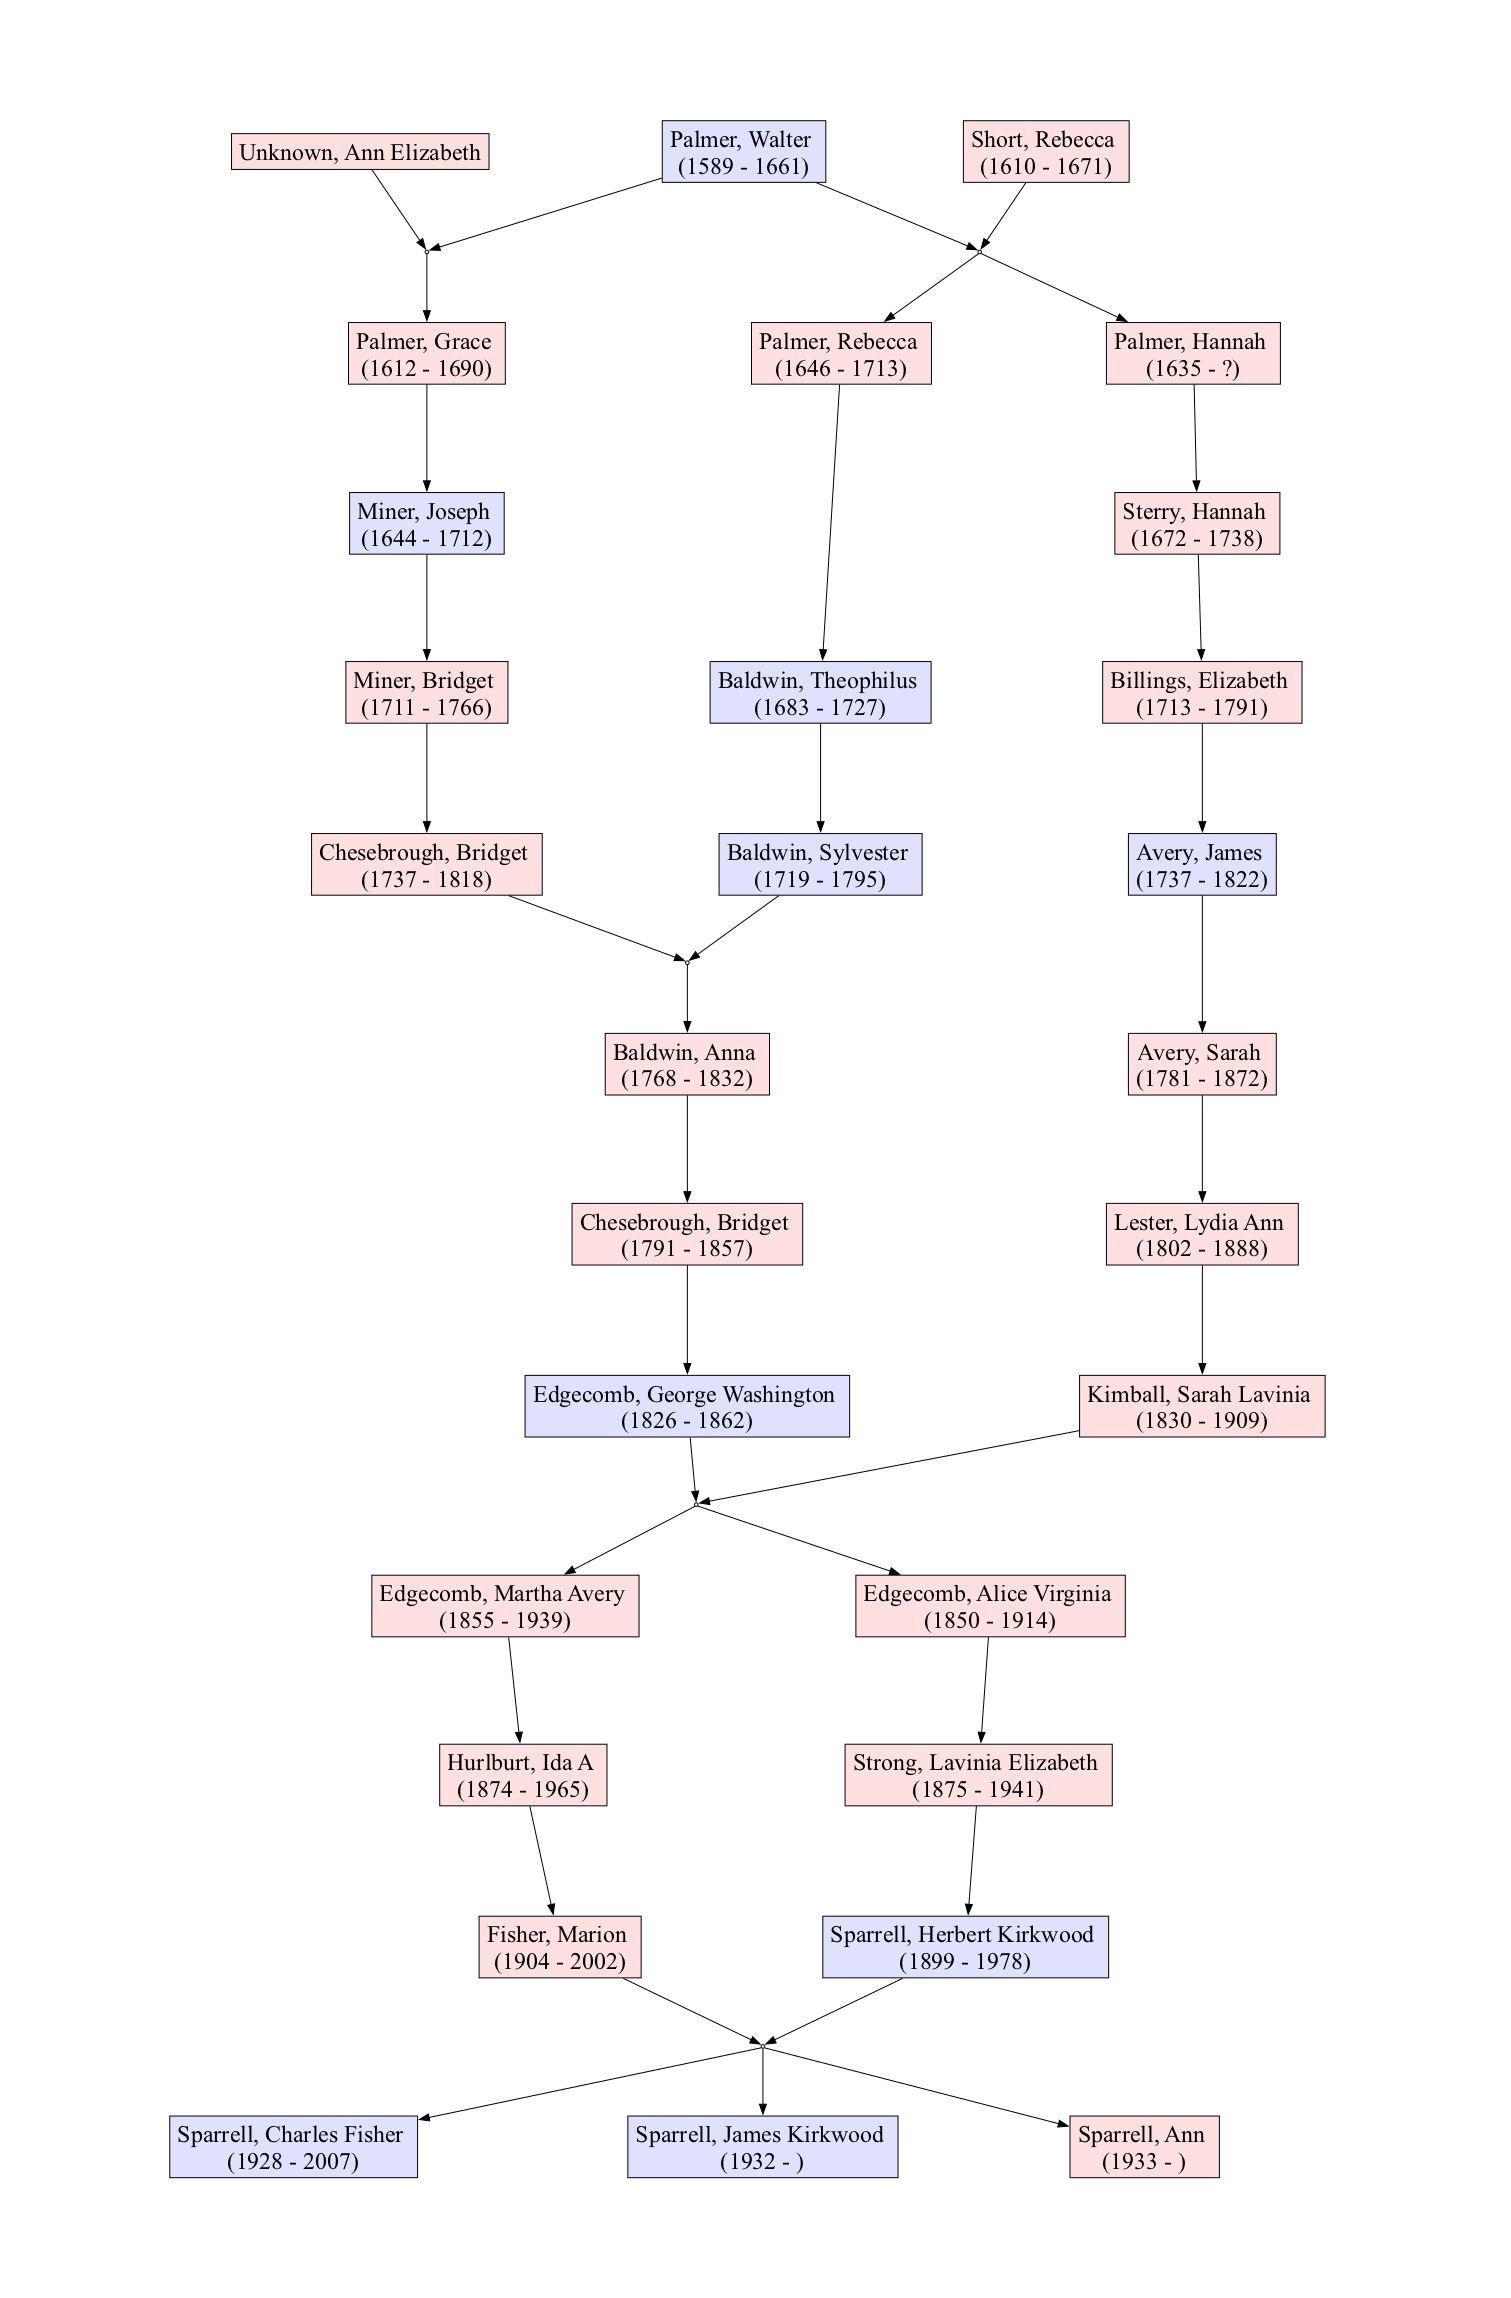 Unknown, Ann Elizabeth
Palmer, Walter
(1589 - 1661)
Short, Rebecca
(1610 - 1671)
Palmer, Grace
(1612 - 1690)
Palmer, Rebecca
(1646 - 1713)
Palmer, Hannah
(1635 - ?)
Miner, Joseph
(1644 - 1712)
Sterry, Hannah
(1672 - 1738)
Miner, Bridget
(1711 - 1766)
Baldwin, Theophilus
(1683 - 1727)
Billings, Elizabeth
(1713 - 1791)
Chesebrough, Bridget
(1737 - 1818)
Baldwin, Sylvester
(1719 - 1795)
Avery, James
(1737 - 1822)
Baldwin, Anna
(1768 - 1832)
Avery, Sarah
(1781 - 1872)
Chesebrough, Bridget
(1791 - 1857)
Lester, Lydia Ann
(1802 - 1888)
Edgecomb, George Washington
(1826 - 1862)
Kimball, Sarah Lavinia
(1830 - 1909)
Edgecomb, Martha Avery
(1855 - 1939)
Edgecomb, Alice Virginia
(1850 - 1914)
Hurlburt, Ida A
(1874 - 1965)
Strong, Lavinia Elizabeth
(1875 - 1941)
Fisher, Marion
(1904 - 2002)
Sparrell, Herbert Kirkwood
(1899 - 1978)
Sparrell, Charles Fisher
(1928 - 2007)
Sparrell, James Kirkwood
(1932 - )
Sparrell, Ann
(1933 - )